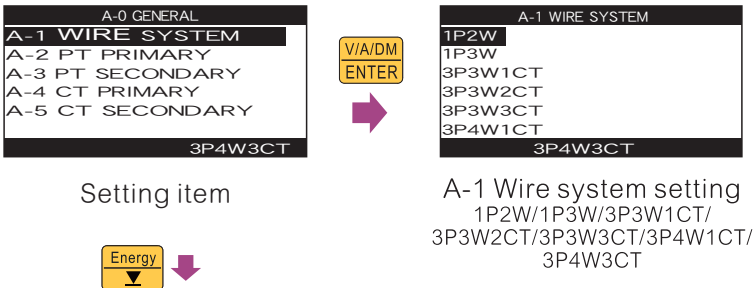 A-0 GENERAL
A-1 WIRE SYSTEM
A-2 PT PRIMARY
A-3 PT SECONDARY
A-4 CT PRIMARY
A-5 CT SECONDARY
3P4W3CT
Setting item
Energy
V/A/DM
ENTER
A-1 WIRE SYSTEM
1P2W
1P3W
3P3W1CT
3P3W2CT
3P3W3CT
3P4W1CT
3P4W3CT
A-1 Wire system setting
1P2W/1P3W/3P3W1CT/
3P3W2CT/3P3W3CT/3P4W1CT/
3P4W3CT